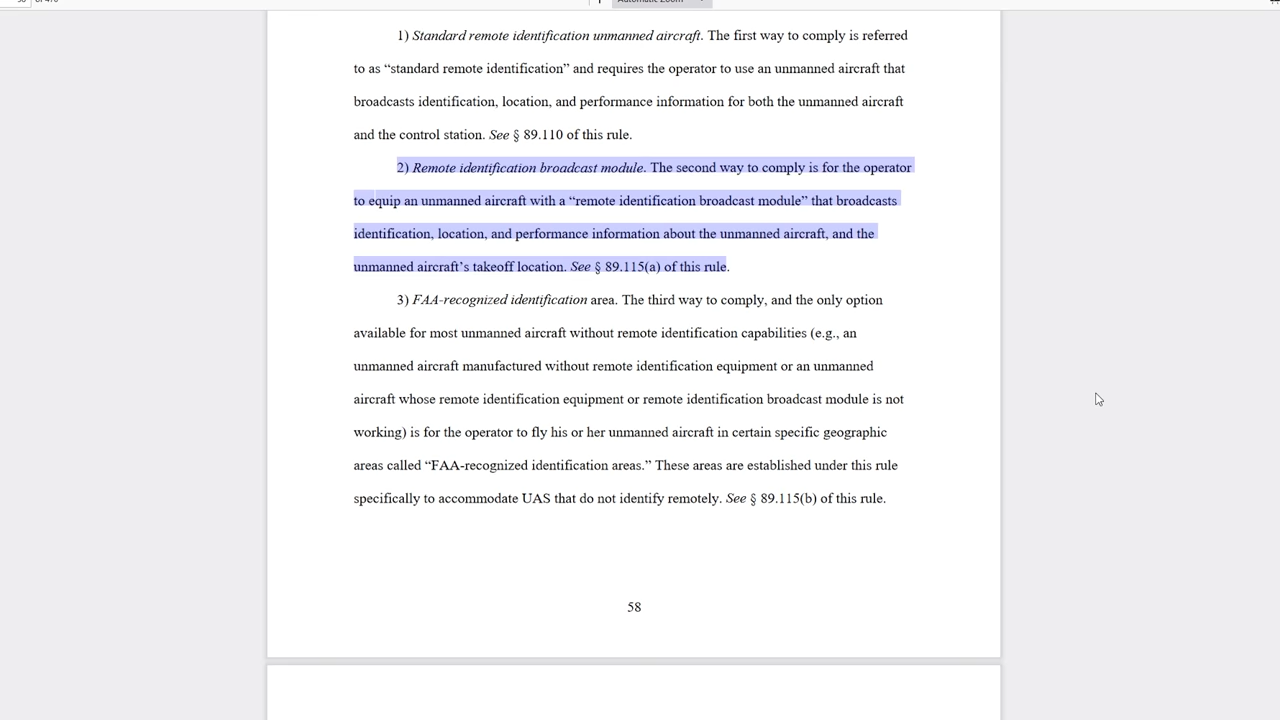 1) Standard remote identification unmanned aircraft. The first way to comply is referred
to as “standard remote identification” and requires the operator to use an unmanned aircraft that
broadcasts identification, location, and performance information for both the unmanned aircraft
and the control station. See § 89.110 of this rule.
2) Remote identification broadcast module. The second way to comply is for the operator
to equip an unmanned aircraft with a “remote identification broadcast module” that broadcasts
identification, location, and performance information about the unmanned aircraft, and the
unmanned aircraft’s takeoff location. See § 89.115(a) of this rule.
3) FAA-recognized identification area. The third way to comply, and the only option
available for most unmanned aircraft without remote identification capabilities (e.g., an
unmanned aircraft manufactured without remote identification equipment or an unmanned
aircraft whose remote identification equipment or remote identification broadcast module is not
working) is for the operator to fly his or her unmanned aircraft in certain specific geographic
areas called “FAA-recognized identification areas.” These areas are established under this rule
specifically to accommodate UAS that do not identify remotely. See § 89.115(b) of this rule.
58